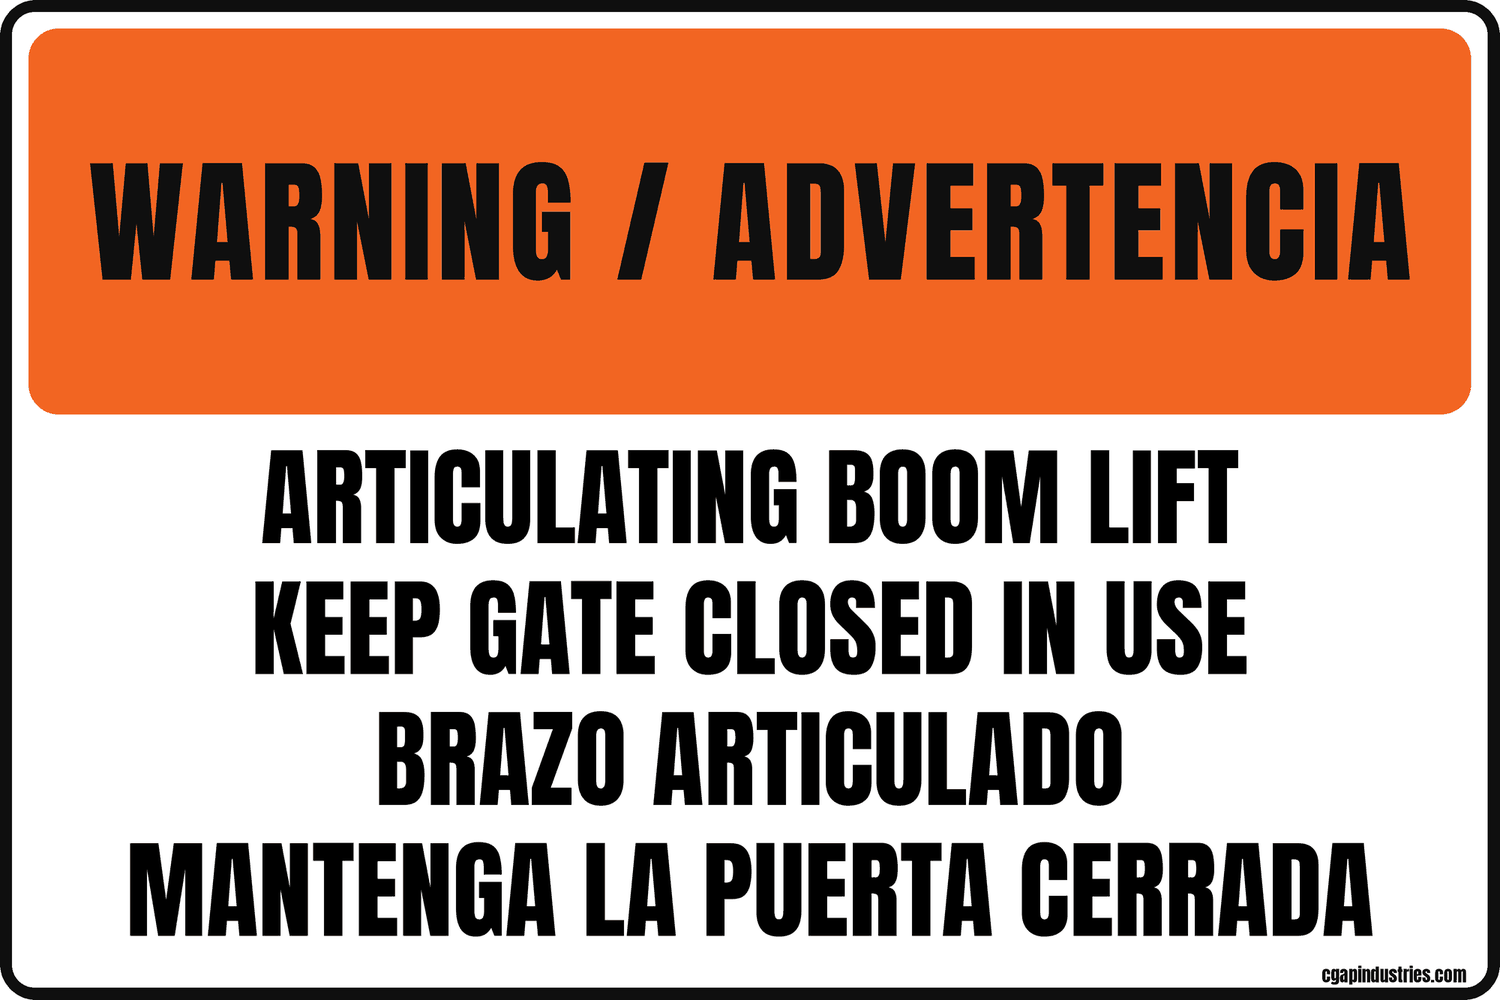 WARNING / ADVERTENCIA
ARTICULATING BOOM LIFT
KEEP GATE CLOSED IN USE
BRAZO ARTICULADO
MANTENGA LA PUERTA CERRADA
cgapindustries.com